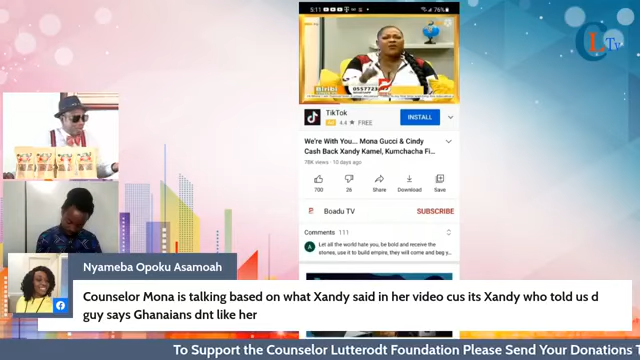 5:11
76%
CLTv
0557723
TikTok
Ad 4.4 ★ FREE
INSTALL
We're With You... Mona Gucci & Cindy
Cash Back Xandy Kamel, Kumchacha Fi...
78K views · 10 days ago
700
26
Share
Download
Save
Boadu TV
SUBSCRIBE
Comments 111
A
Let all the world hate you, be bold and receive the
stones, use it to build empire, they will come and beg y...
Nyameba Opoku Asamoah
Counselor Mona is talking based on what Xandy said in her video cus its Xandy who told us d
guy says Ghanaians dnt like her
To Support the Counselor Lutterodt Foundation Please Send Your Donations T